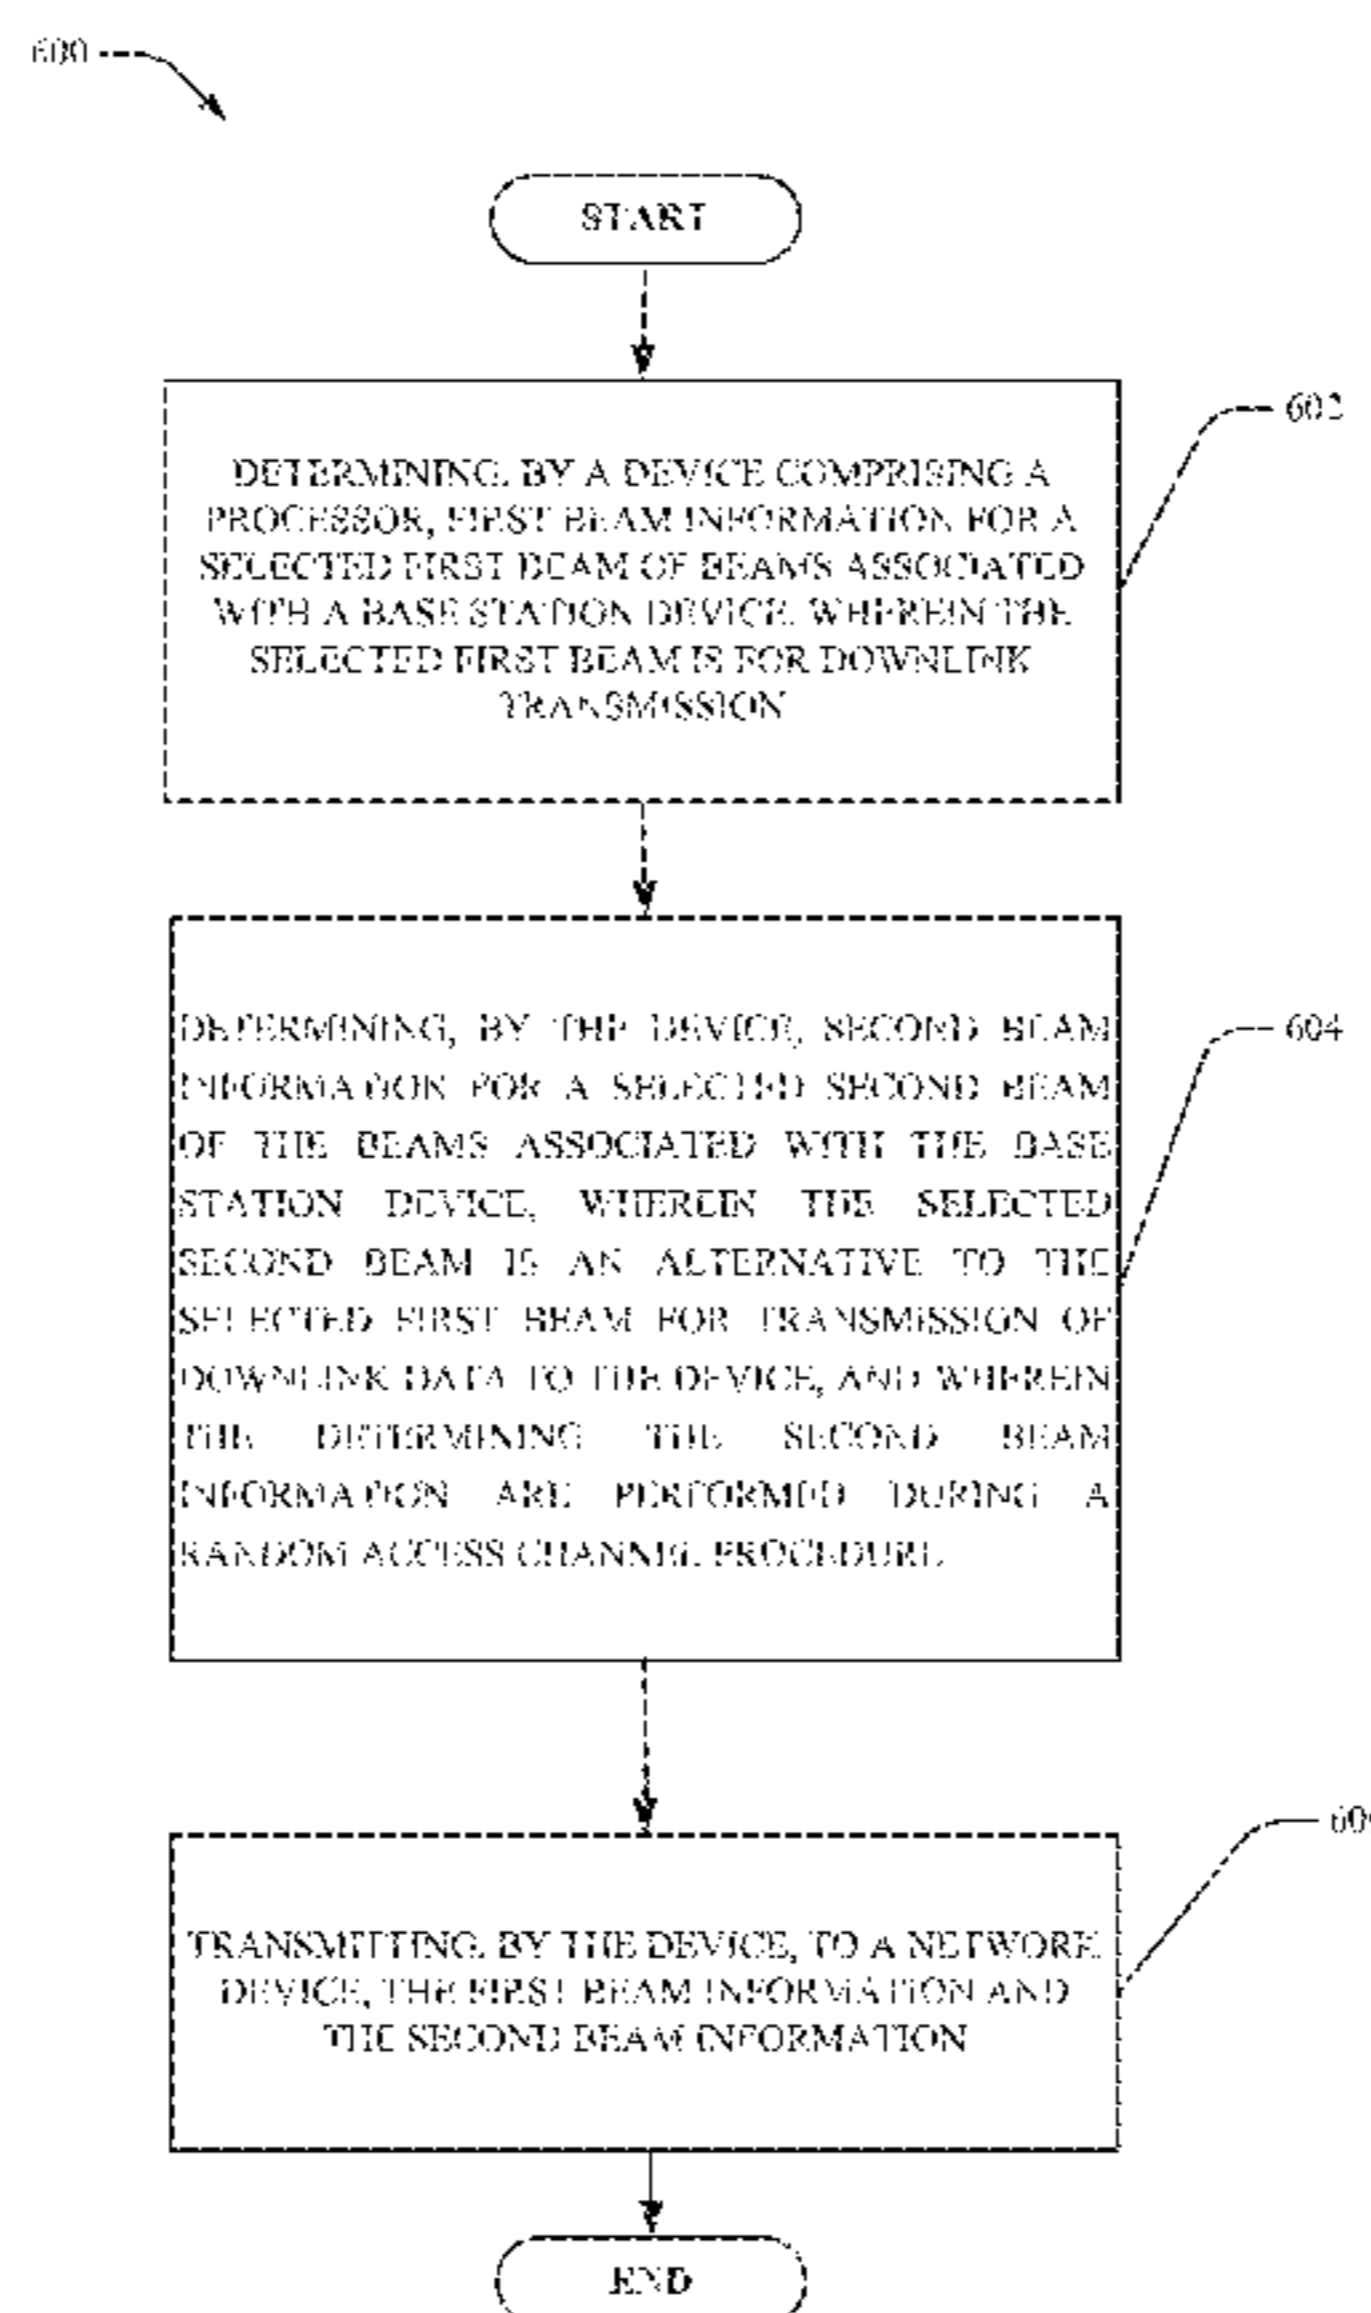 600
START
602
DETERMINING, BY A DEVICE COMPRISING A
PROCESSOR, FIRST BEAM INFORMATION FOR A
SELECTED FIRST BEAM OF BEAMS ASSOCIATED
WITH A BASE STATION DEVICE, WHEREIN THE
SELECTED FIRST BEAM IS FOR DOWNLINK
TRANSMISSION
604
DETERMINING, BY THE DEVICE, SECOND BEAM
INFORMATION FOR A SELECTED SECOND BEAM
OF THE BEAMS ASSOCIATED WITH THE BASE
STATION DEVICE, WHEREIN THE SELECTED
SECOND BEAM IS AN ALTERNATIVE TO THE
SELECTED FIRST BEAM FOR TRANSMISSION OF
DOWNLINK DATA TO THE DEVICE, AND WHEREIN
THE DETERMINING THE SECOND BEAM
INFORMATION ARE PERFORMED DURING A
RANDOM ACCESS CHANNEL PROCEDURE
TRANSMITTING, BY THE DEVICE, TO A NETWORK
DEVICE, THE FIRST BEAM INFORMATION AND
THE SECOND BEAM INFORMATION
END